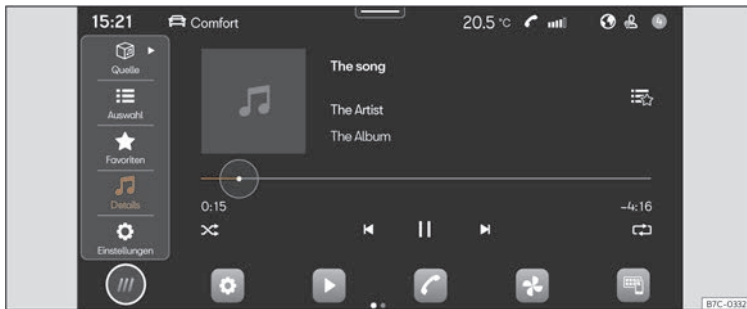 15:21 Comfort 20.5 °C 4
Quelle
Auswahl
Favoriten
Details
Einstellungen
The song
The Artist
The Album
0:15 -4:16
B7C-0332